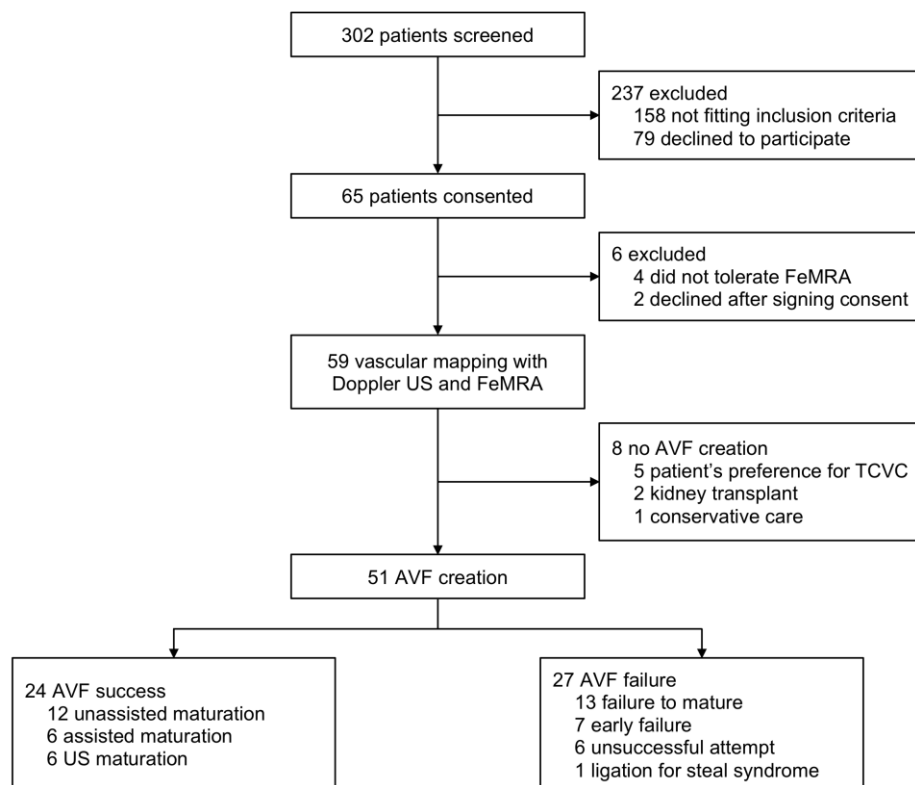 302 patients screened
237 excluded
158 not fitting inclusion criteria
79 declined to participate
65 patients consented
6 excluded
4 did not tolerate FeMRA
2 declined after signing consent
59 vascular mapping with
Doppler US and FeMRA
8 no AVF creation
5 patient's preference for TCVC
2 kidney transplant
1 conservative care
51 AVF creation
24 AVF success
12 unassisted maturation
6 assisted maturation
6 US maturation
27 AVF failure
13 failure to mature
7 early failure
6 unsuccessful attempt
1 ligation for steal syndrome